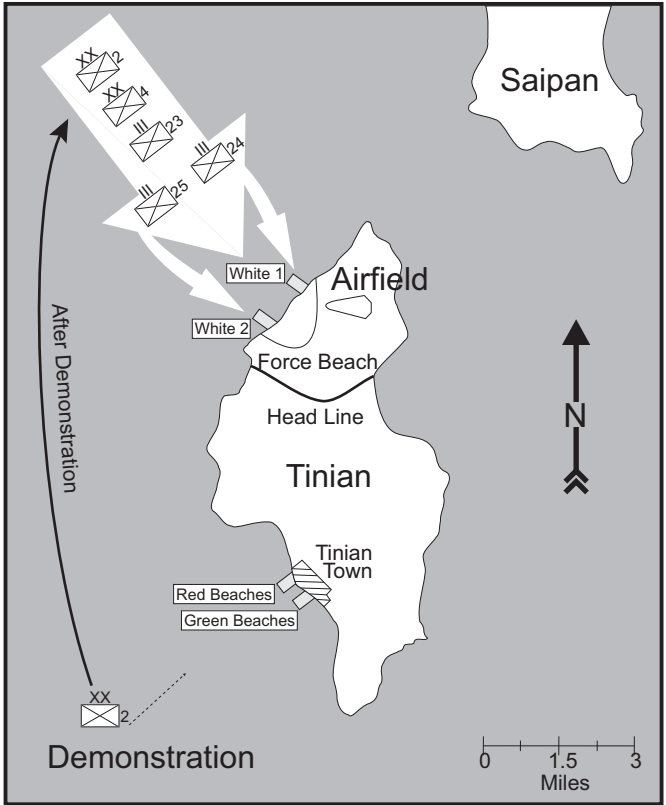 XX
2
XX
4
III
23
III
24
III
25
Saipan
White 1
Airfield
White 2
Force Beach
Head Line
After Demonstration
N
Tinian
Tinian
Town
Red Beaches
Green Beaches
XX
2
Demonstration
0 1.5 3
Miles